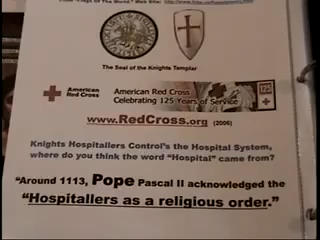 The Seal of the Knights Templar
American Red Cross
American Red Cross
Celebrating 125 Years of Service
125
www.RedCross.org (2006)
Knights Hospitallers Control's the Hospital System,
where do you think the word "Hospital" came from?
"Around 1113, Pope Pascal II acknowledged the
"Hospitallers as a religious order."